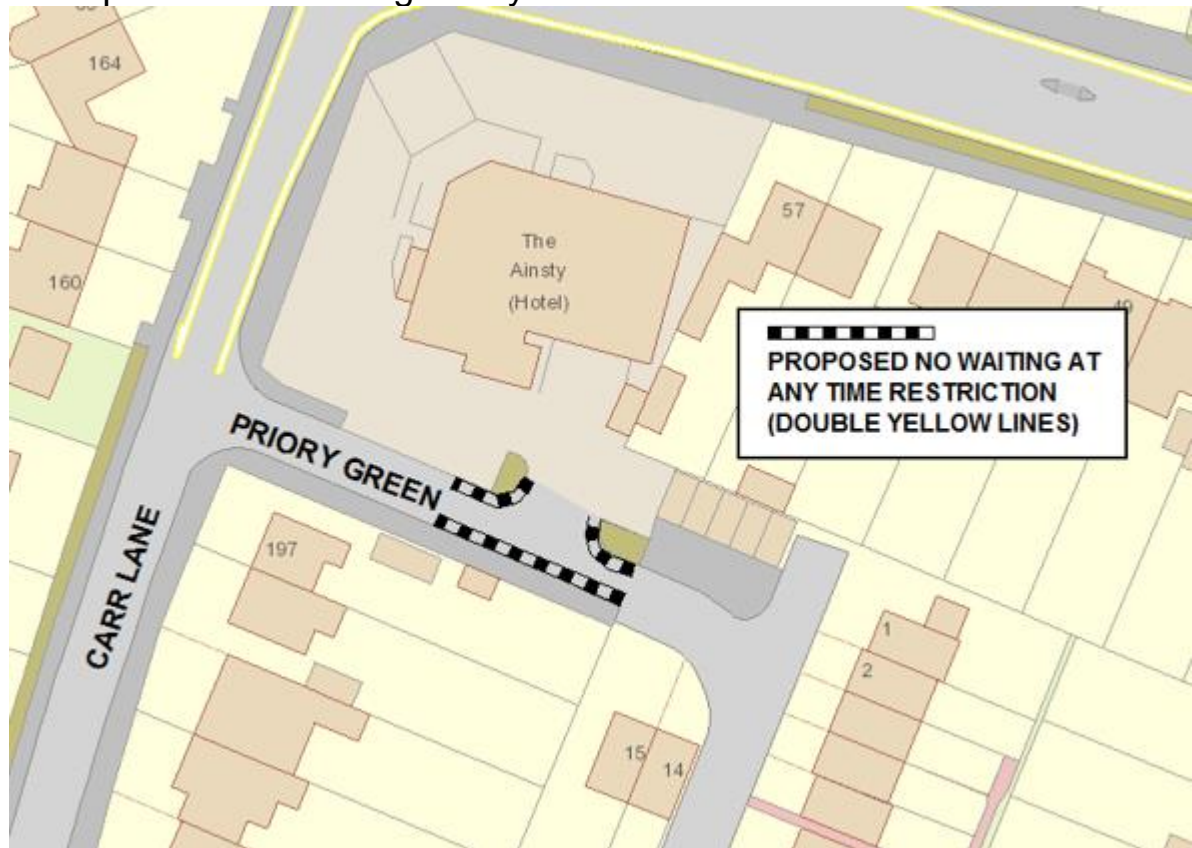 164
57
The
Ainsty
(Hotel)
160
PROPOSED NO WAITING AT
ANY TIME RESTRICTION
(DOUBLE YELLOW LINES)
PRIORY GREEN
CARR LANE
197
1
2
15
14